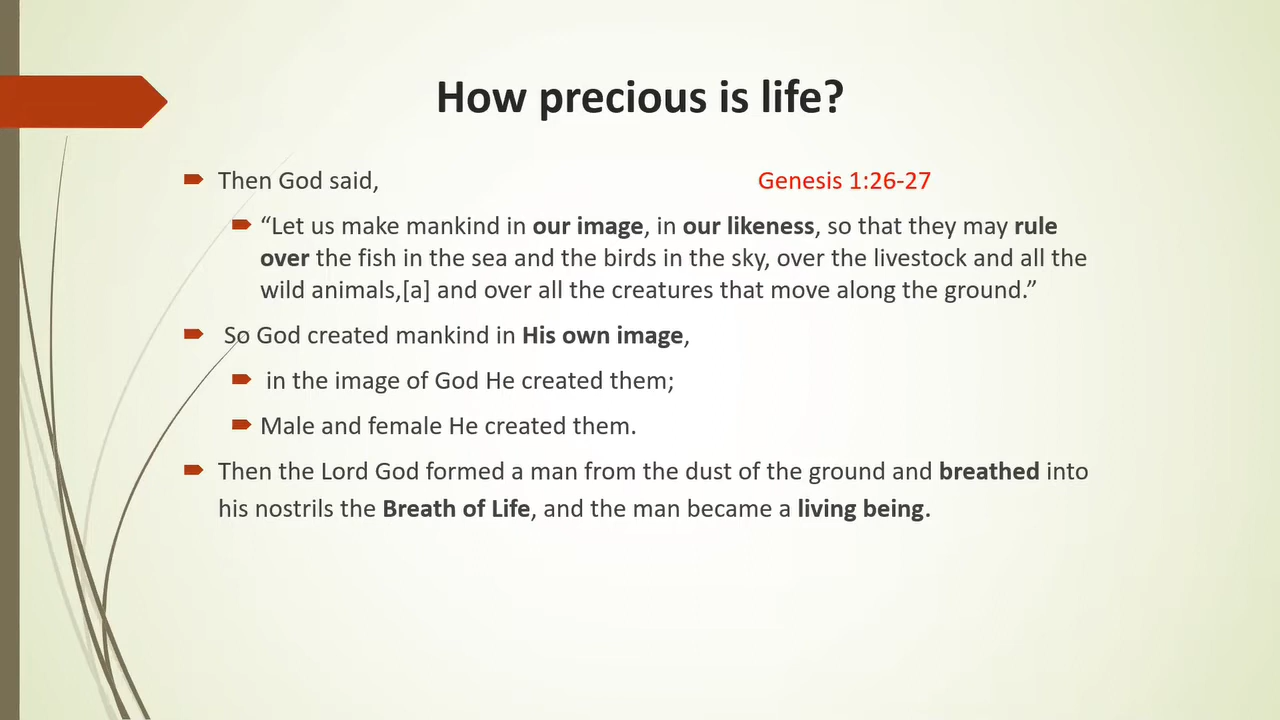 How precious is life?
Then God said, Genesis 1:26-27
“Let us make mankind in our image, in our likeness, so that they may rule
over the fish in the sea and the birds in the sky, over the livestock and all the
wild animals,[a] and over all the creatures that move along the ground.”
So God created mankind in His own image,
in the image of God He created them;
Male and female He created them.
Then the Lord God formed a man from the dust of the ground and breathed into
his nostrils the Breath of Life, and the man became a living being.